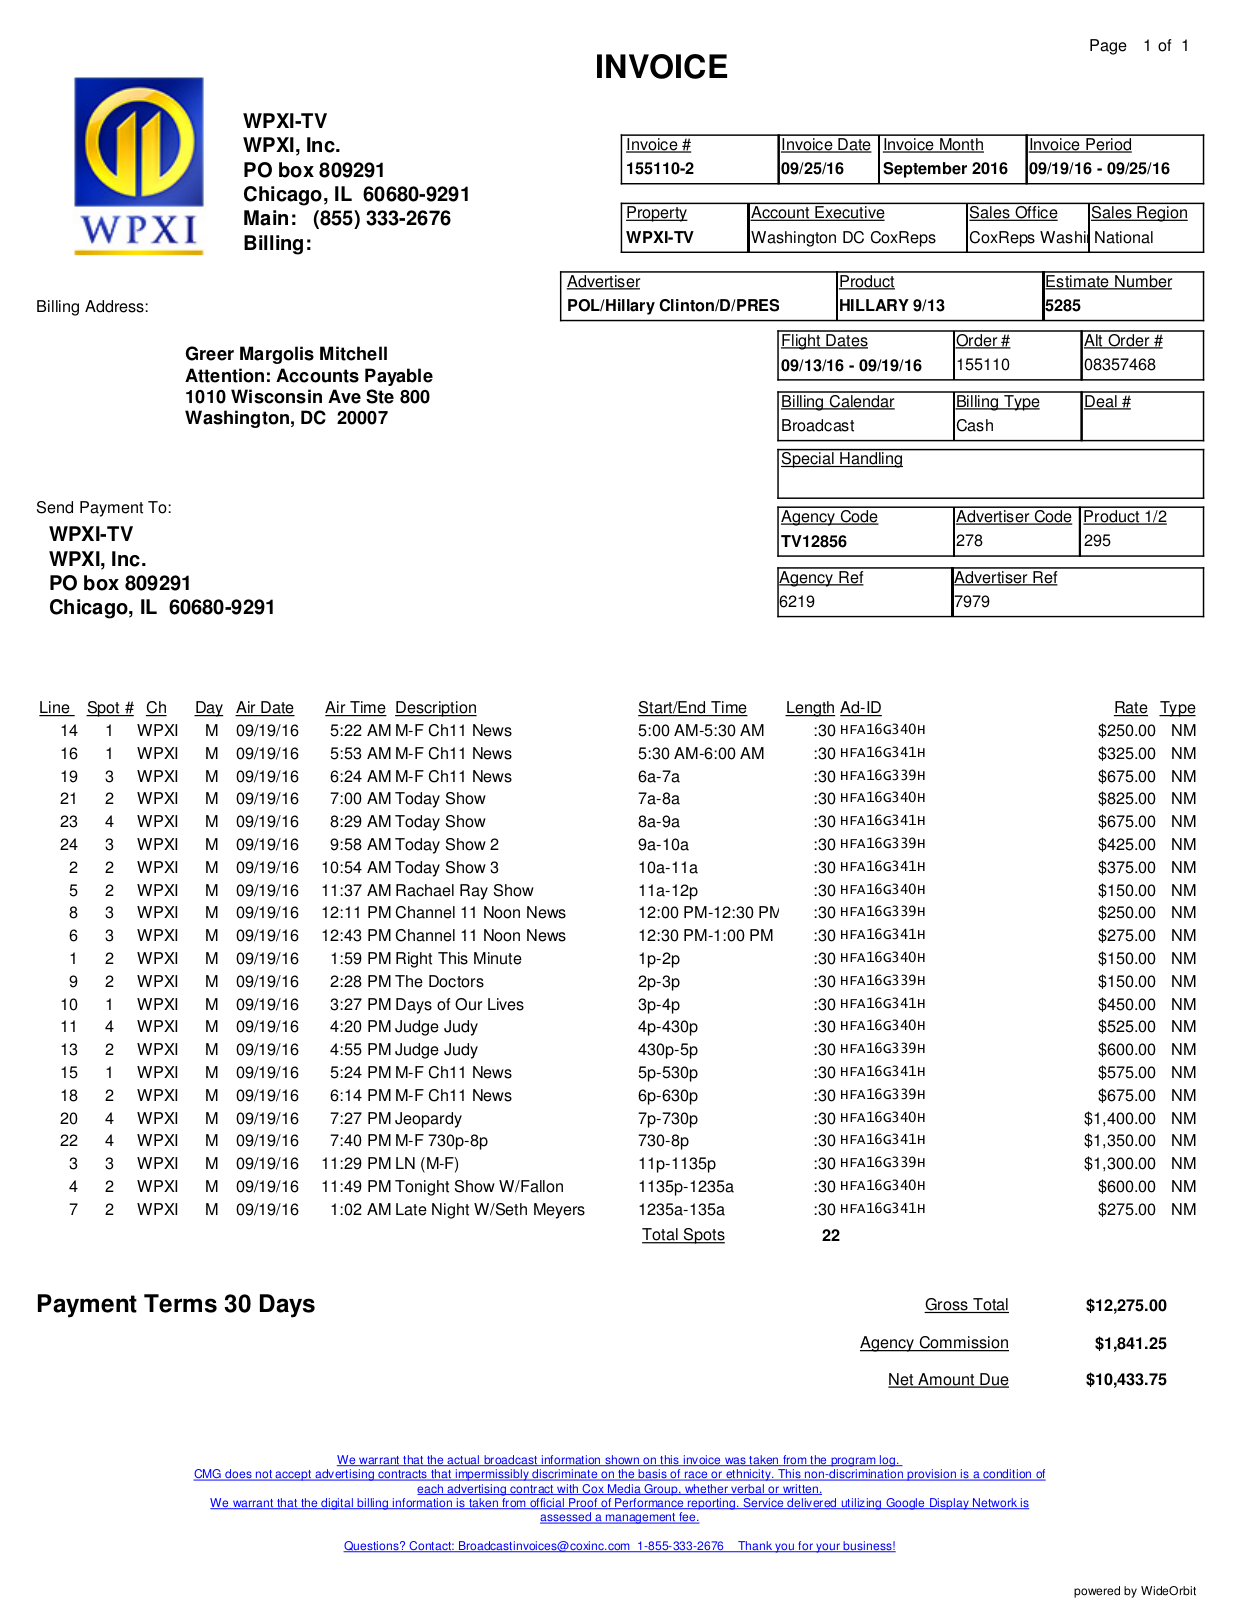 Page 1 of 1
INVOICE
WPXI
WPXI-TV
WPXI, Inc.
PO box 809291
Chicago, IL 60680-9291
Main: (855) 333-2676
Billing:
Invoice # Invoice Date Invoice Month Invoice Period
155110-2 09/25/16 September 2016 09/19/16 - 09/25/16
Property Account Executive Sales Office Sales Region
WPXI-TV Washington DC CoxReps CoxReps Washi National
Advertiser Product Estimate Number
POL/Hillary Clinton/D/PRES HILLARY 9/13 5285
Billing Address:
Flight Dates Order # Alt Order #
09/13/16 - 09/19/16 155110 08357468
Greer Margolis Mitchell
Attention: Accounts Payable
1010 Wisconsin Ave Ste 800
Washington, DC 20007
Billing Calendar Billing Type Deal #
Broadcast Cash
Special Handling
Send Payment To:
WPXI-TV
WPXI, Inc.
PO box 809291
Chicago, IL 60680-9291
Agency Code Advertiser Code Product 1/2
TV12856 278 295
Agency Ref Advertiser Ref
6219 7979
Line Spot # Ch Day Air Date Air Time Description Start/End Time Length Ad-ID Rate Type
14 1 WPXI M 09/19/16 5:22 AM M-F Ch11 News 5:00 AM-5:30 AM :30 HFA16G340H $250.00 NM
16 1 WPXI M 09/19/16 5:53 AM M-F Ch11 News 5:30 AM-6:00 AM :30 HFA16G341H $325.00 NM
19 3 WPXI M 09/19/16 6:24 AM M-F Ch11 News 6a-7a :30 HFA16G339H $675.00 NM
21 2 WPXI M 09/19/16 7:00 AM Today Show 7a-8a :30 HFA16G340H $825.00 NM
23 4 WPXI M 09/19/16 8:29 AM Today Show 8a-9a :30 HFA16G341H $675.00 NM
24 3 WPXI M 09/19/16 9:58 AM Today Show 2 9a-10a :30 HFA16G339H $425.00 NM
2 2 WPXI M 09/19/16 10:54 AM Today Show 3 10a-11a :30 HFA16G341H $375.00 NM
5 2 WPXI M 09/19/16 11:37 AM Rachael Ray Show 11a-12p :30 HFA16G340H $150.00 NM
8 3 WPXI M 09/19/16 12:11 PM Channel 11 Noon News 12:00 PM-12:30 PM :30 HFA16G339H $250.00 NM
6 3 WPXI M 09/19/16 12:43 PM Channel 11 Noon News 12:30 PM-1:00 PM :30 HFA16G341H $275.00 NM
1 2 WPXI M 09/19/16 1:59 PM Right This Minute 1p-2p :30 HFA16G340H $150.00 NM
9 2 WPXI M 09/19/16 2:28 PM The Doctors 2p-3p :30 HFA16G339H $150.00 NM
10 1 WPXI M 09/19/16 3:27 PM Days of Our Lives 3p-4p :30 HFA16G341H $450.00 NM
11 4 WPXI M 09/19/16 4:20 PM Judge Judy 4p-430p :30 HFA16G340H $525.00 NM
13 2 WPXI M 09/19/16 4:55 PM Judge Judy 430p-5p :30 HFA16G339H $600.00 NM
15 1 WPXI M 09/19/16 5:24 PM M-F Ch11 News 5p-530p :30 HFA16G341H $575.00 NM
18 2 WPXI M 09/19/16 6:14 PM M-F Ch11 News 6p-630p :30 HFA16G339H $675.00 NM
20 4 WPXI M 09/19/16 7:27 PM Jeopardy 7p-730p :30 HFA16G340H $1,400.00 NM
22 4 WPXI M 09/19/16 7:40 PM M-F 730p-8p 730-8p :30 HFA16G341H $1,350.00 NM
3 3 WPXI M 09/19/16 11:29 PM LN (M-F) 11p-1135p :30 HFA16G339H $1,300.00 NM
4 2 WPXI M 09/19/16 11:49 PM Tonight Show W/Fallon 1135p-1235a :30 HFA16G340H $600.00 NM
7 2 WPXI M 09/19/16 1:02 AM Late Night W/Seth Meyers 1235a-135a :30 HFA16G341H $275.00 NM
Total Spots 22
Payment Terms 30 Days
Gross Total $12,275.00
Agency Commission $1,841.25
Net Amount Due $10,433.75
We warrant that the actual broadcast information shown on this invoice was taken from the program log.
CMG does not accept advertising contracts that impermissibly discriminate on the basis of race or ethnicity. This non-discrimination provision is a condition of
each advertising contract with Cox Media Group, whether verbal or written.
We warrant that the digital billing information is taken from official Proof of Performance reporting. Service delivered utilizing Google Display Network is
assessed a management fee.
Questions? Contact: Broadcastinvoices@coxinc.com 1-855-333-2676 Thank you for your business!
powered by WideOrbit